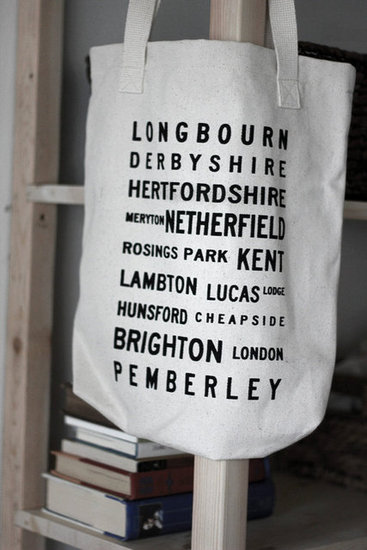 LONGBOURN
DERBYSHIRE
HERTFORDSHIRE
MERYTON NETHERFIELD
ROSINGS PARK KENT
LAMBTON LUCAS LODGE
HUNSFORD CHEAPSIDE
BRIGHTON LONDON
PEMBERLEY